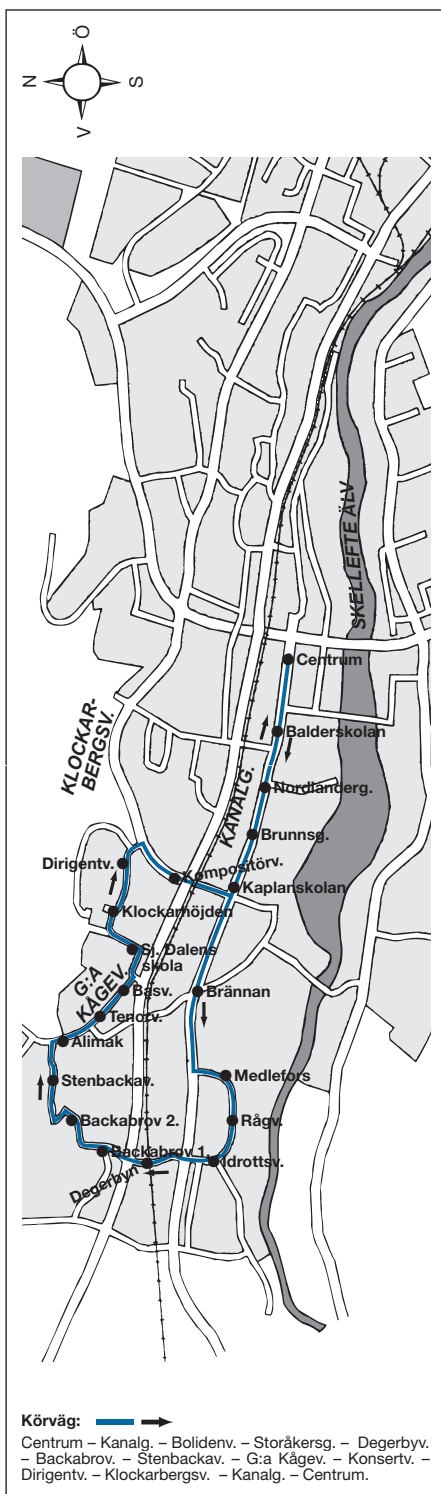 Ö
N
S
V
SKELLEFTE ÄLV
Centrum
KLOCKAR-
BERGSV.
Balderskolan
KANALG.
Nordlanderg.
Brunnsg.
Dirigentv.
Kompositörv.
Kaplanskolan
Klockarhöjden
Sj. Dalens
skola
G:A
KÅGEV.
Basv.
Brännan
Tenorv.
Alimak
Medlefors
Stenbackav.
Backabrov 2.
Rågv.
Backabrov 1.
Idrottsv.
Degerbyn
Körväg:
Centrum – Kanalg. – Bolidenv. – Storåkersg. – Degerbyv.
– Backabrov. – Stenbackav. – G:a Kågev. – Konsertv. –
Dirigentv. – Klockarbergsv. – Kanalg. – Centrum.